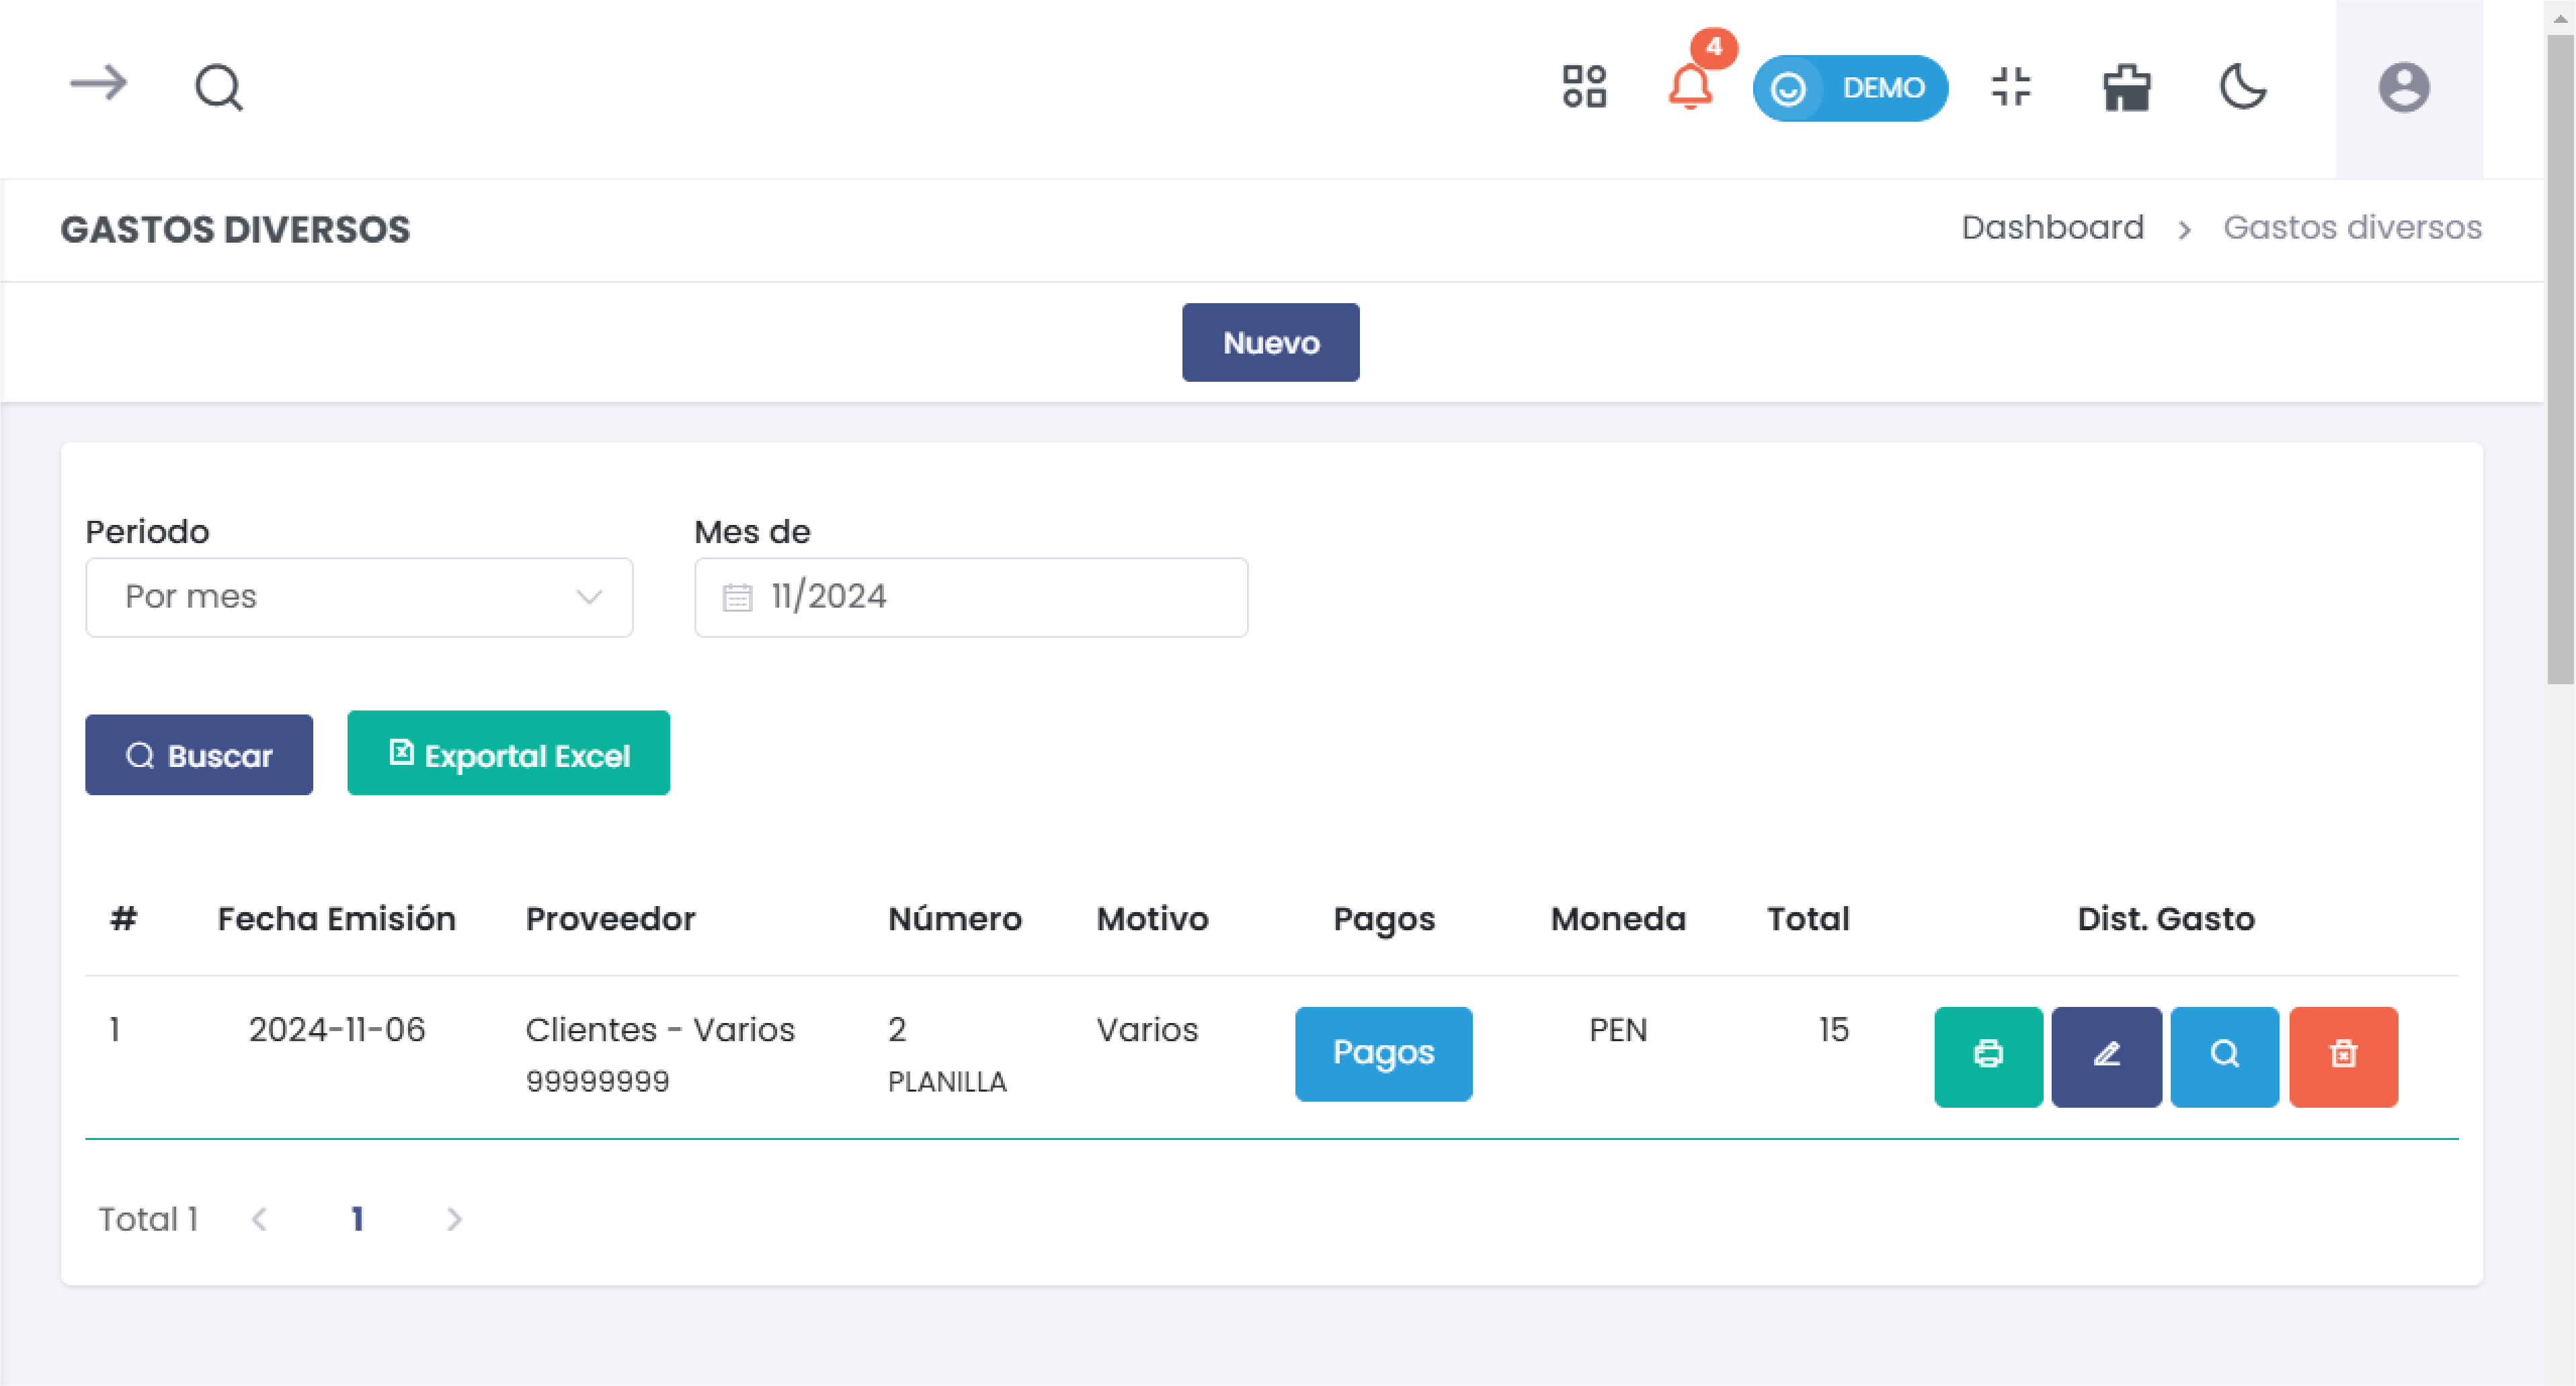 4
DEMO
GASTOS DIVERSOS
Dashboard > Gastos diversos
Nuevo
Periodo Mes de
Por mes 11/2024
Buscar Exportal Excel
# Fecha Emisión Proveedor Número Motivo Pagos Moneda Total Dist. Gasto
1 2024-11-06 Clientes - Varios 2 Varios Pagos PEN 15
99999999 PLANILLA
Total 1 < 1 >